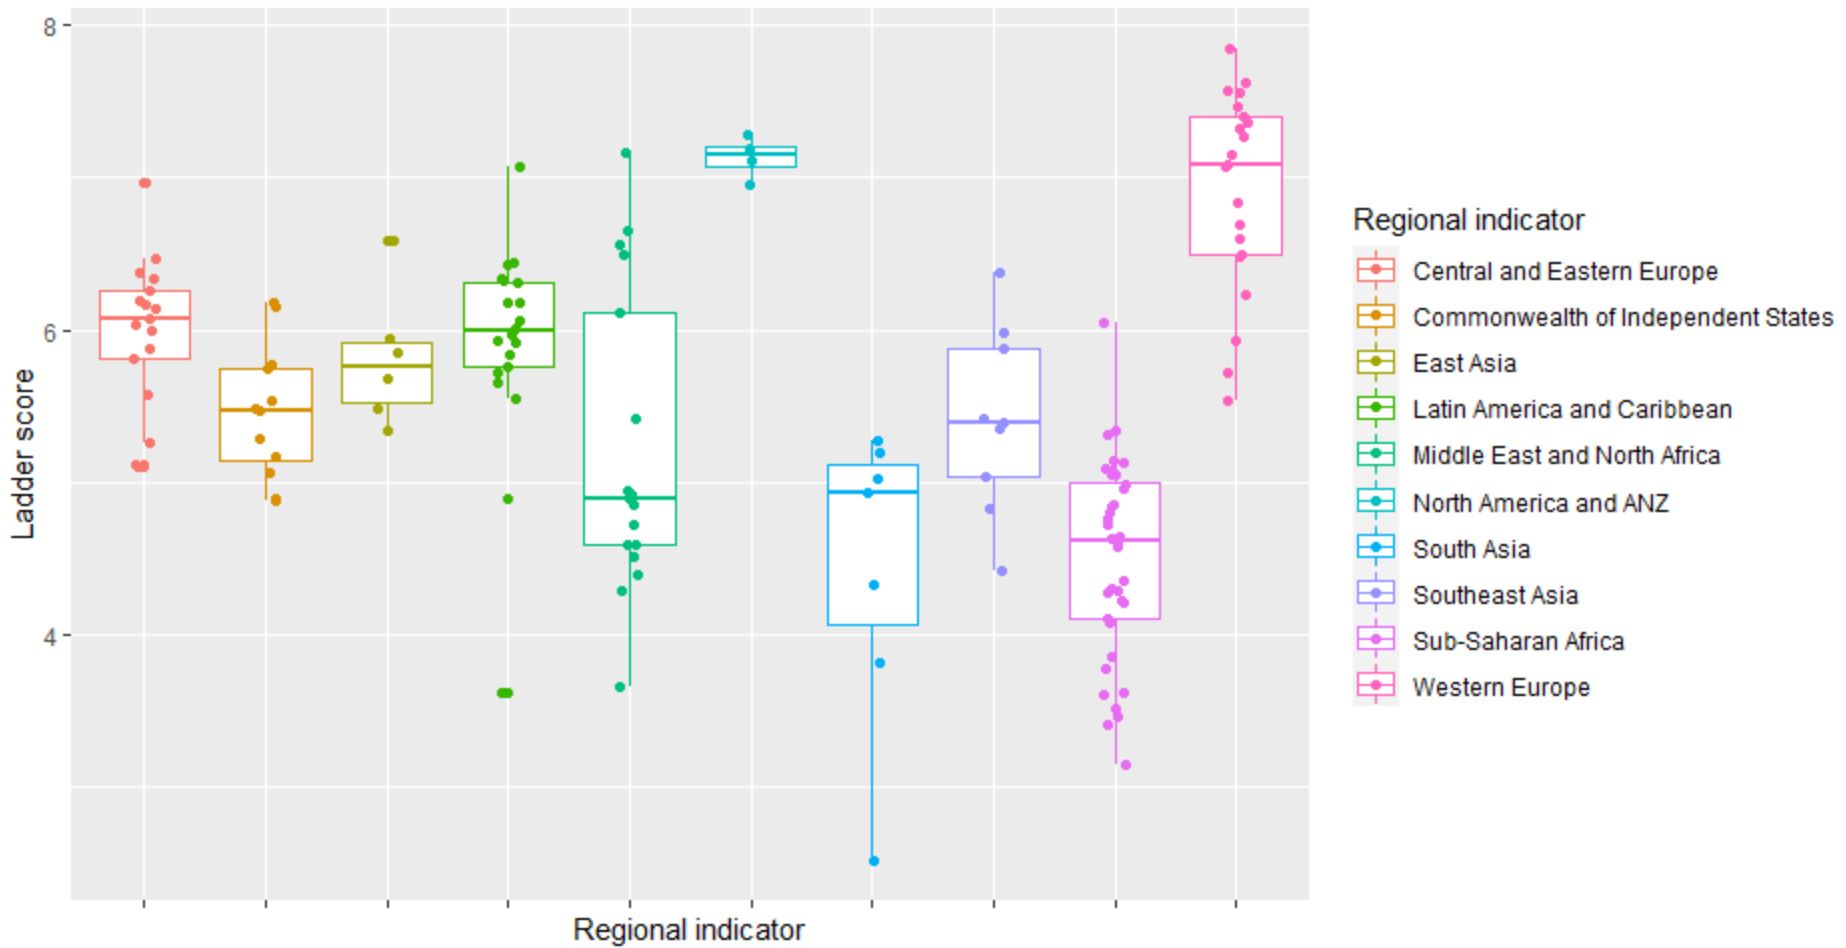 8
6
4
Ladder score
Regional indicator
Regional indicator
Central and Eastern Europe
Commonwealth of Independent States
East Asia
Latin America and Caribbean
Middle East and North Africa
North America and ANZ
South Asia
Southeast Asia
Sub-Saharan Africa
Western Europe